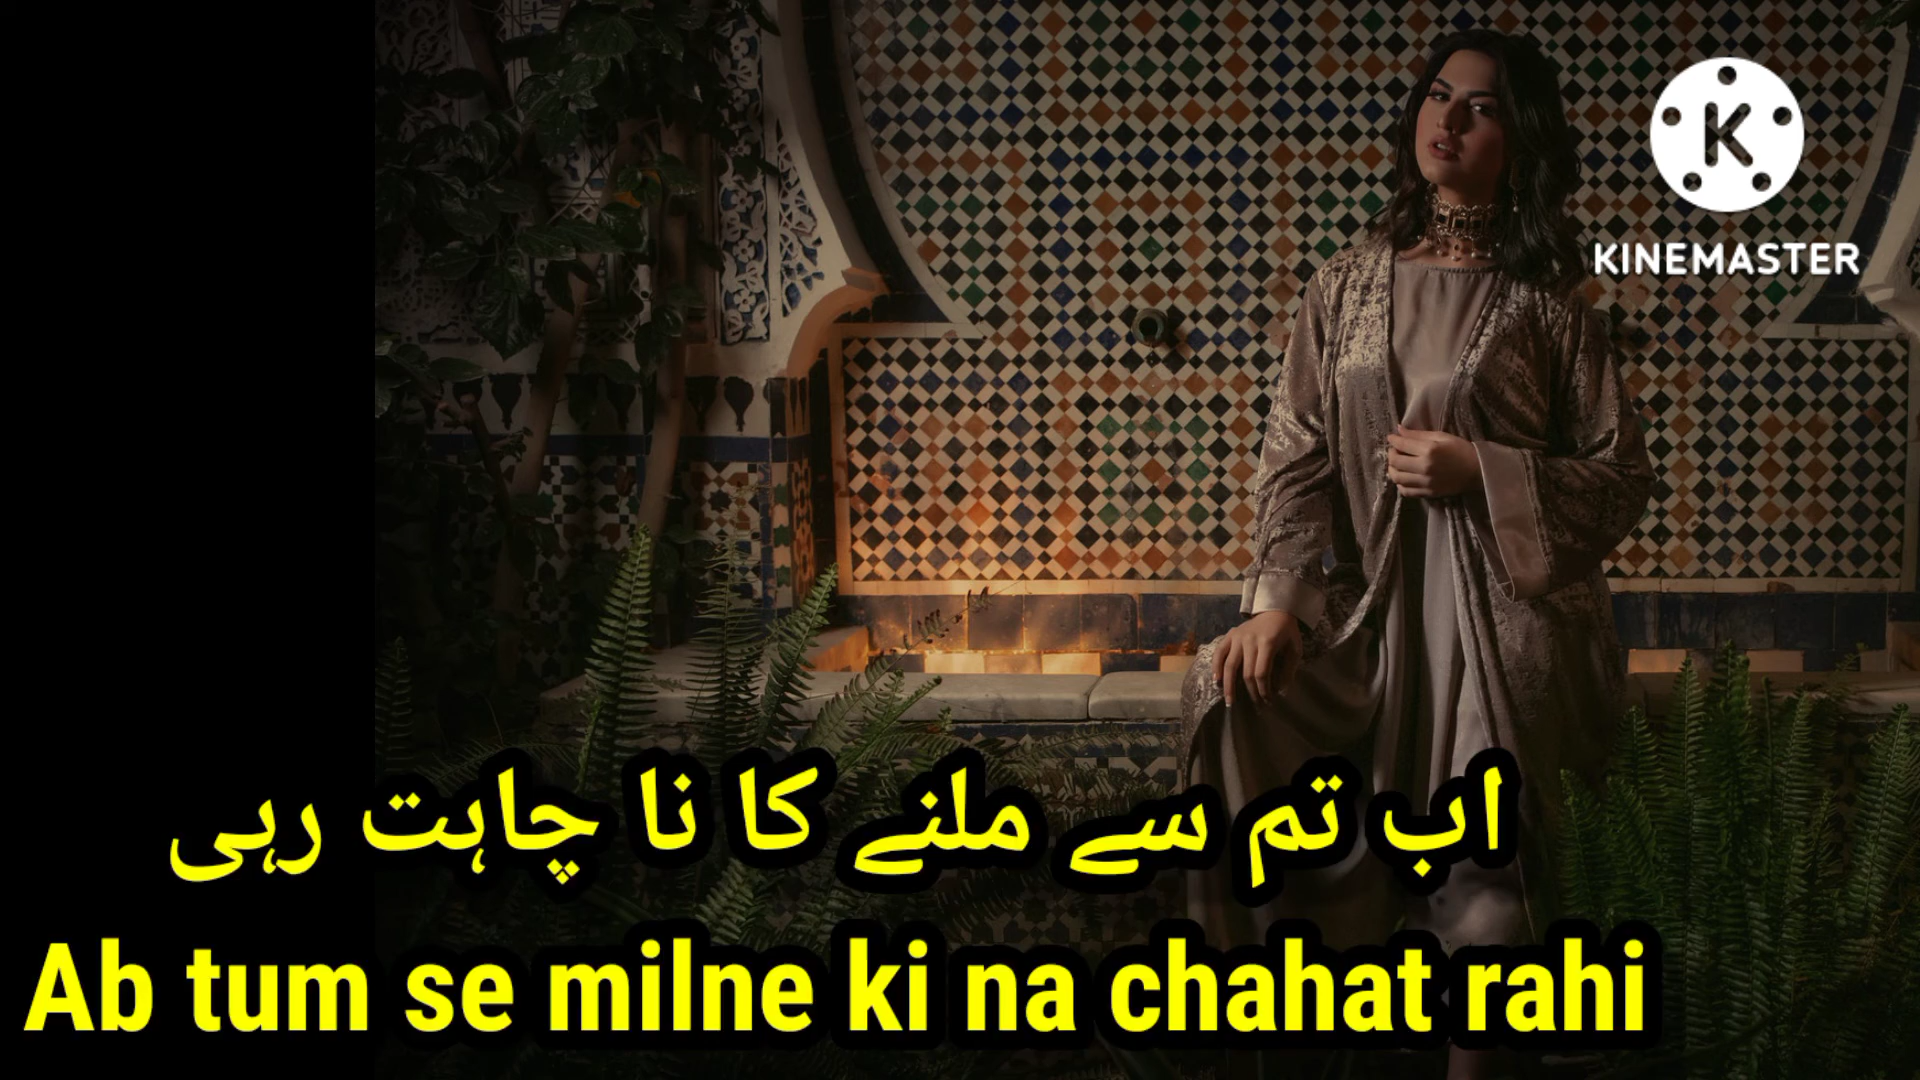 KINEMASTER
اب تم سے ملنے کا نا چاہت رہی
Ab tum se milne ki na chahat rahi